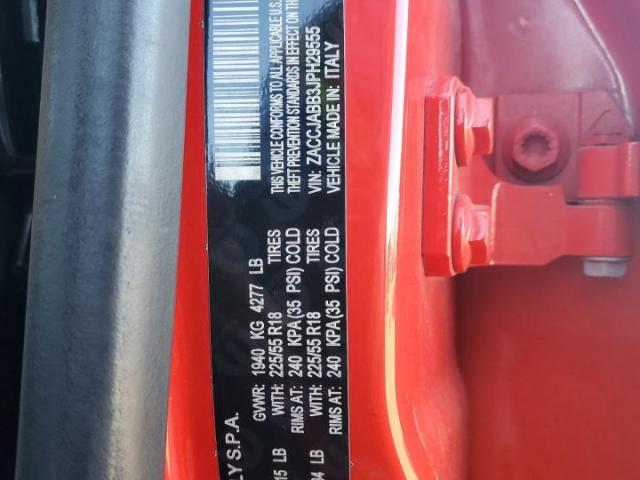 LY S.P.A.
GVWR: 1940 KG 4277 LB
15 LB WITH: 225/55 R18 TIRES
RIMS AT: 240 KPA(35 PSI) COLD
34 LB WITH: 225/55 R18 TIRES
RIMS AT: 240 KPA(35 PSI) COLD
THIS VEHICLE CONFORMS TO ALL APPLICABLE U.S.
THEFT PREVENTION STANDARDS IN EFFECT
VIN: ZACCJABB3JPH29555
VEHICLE MADE IN: ITALY